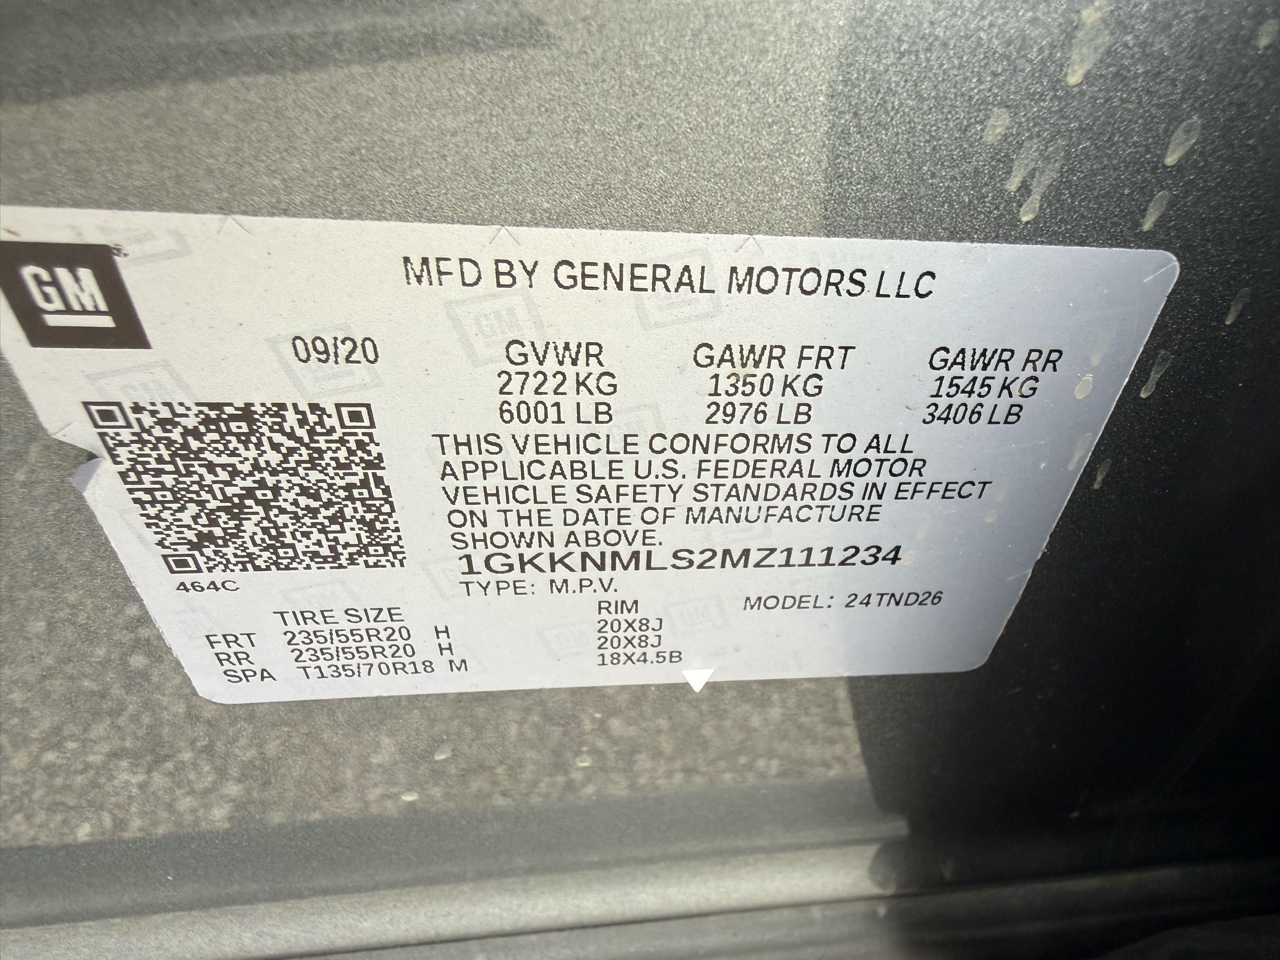 GM
MFD BY GENERAL MOTORS LLC
09/20 GVWR GAWR FRT GAWR RR
2722 KG 1350 KG 1545 KG
6001 LB 2976 LB 3406 LB
THIS VEHICLE CONFORMS TO ALL
APPLICABLE U.S. FEDERAL MOTOR
VEHICLE SAFETY STANDARDS IN EFFECT
ON THE DATE OF MANUFACTURE
SHOWN ABOVE.
1GKKNMLS2MZ111234
464C TYPE: M.P.V. MODEL: 24TND26
TIRE SIZE RIM
FRT 235/55R20 H 20X8J
RR 235/55R20 H 20X8J
SPA T135/70R18 M 18X4.5B